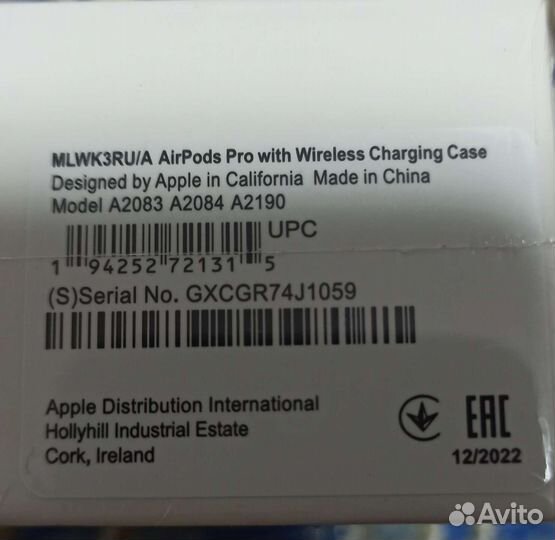 MLWK3RU/A AirPods Pro with Wireless Charging Case
Designed by Apple in California Made in China
Model A2083 A2084 A2190
UPC
1 94252 72131 5
(S)Serial No. GXCGR74J1059
Apple Distribution International
Hollyhill Industrial Estate
Cork, Ireland
EAC
12/2022
Avito